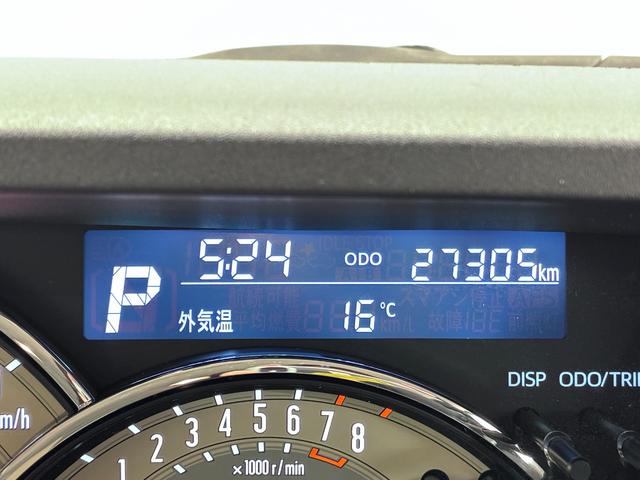 5:24 ODO 27305km
P
外気温 16℃
DISP ODO/TRI
m/h
1 2 3 4 5 6 7 8
×1000 r/min